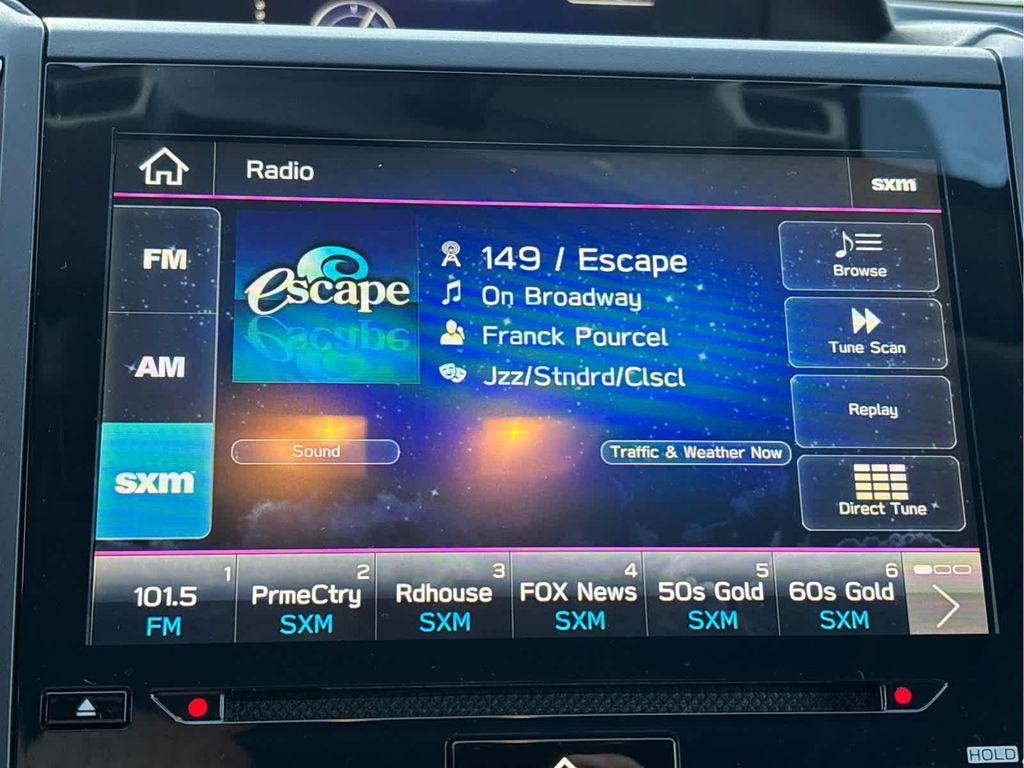 Radio
sxm
FM
AM
sxm
escape
149 / Escape
On Broadway
Franck Pourcel
Jzz/Stndrd/Clscl
Browse
Tune Scan
Replay
Direct Tune
Sound
Traffic & Weather Now
1
101.5
FM
2
PrmeCtry
SXM
3
Rdhouse
SXM
4
FOX News
SXM
5
50s Gold
SXM
6
60s Gold
SXM
HOLD